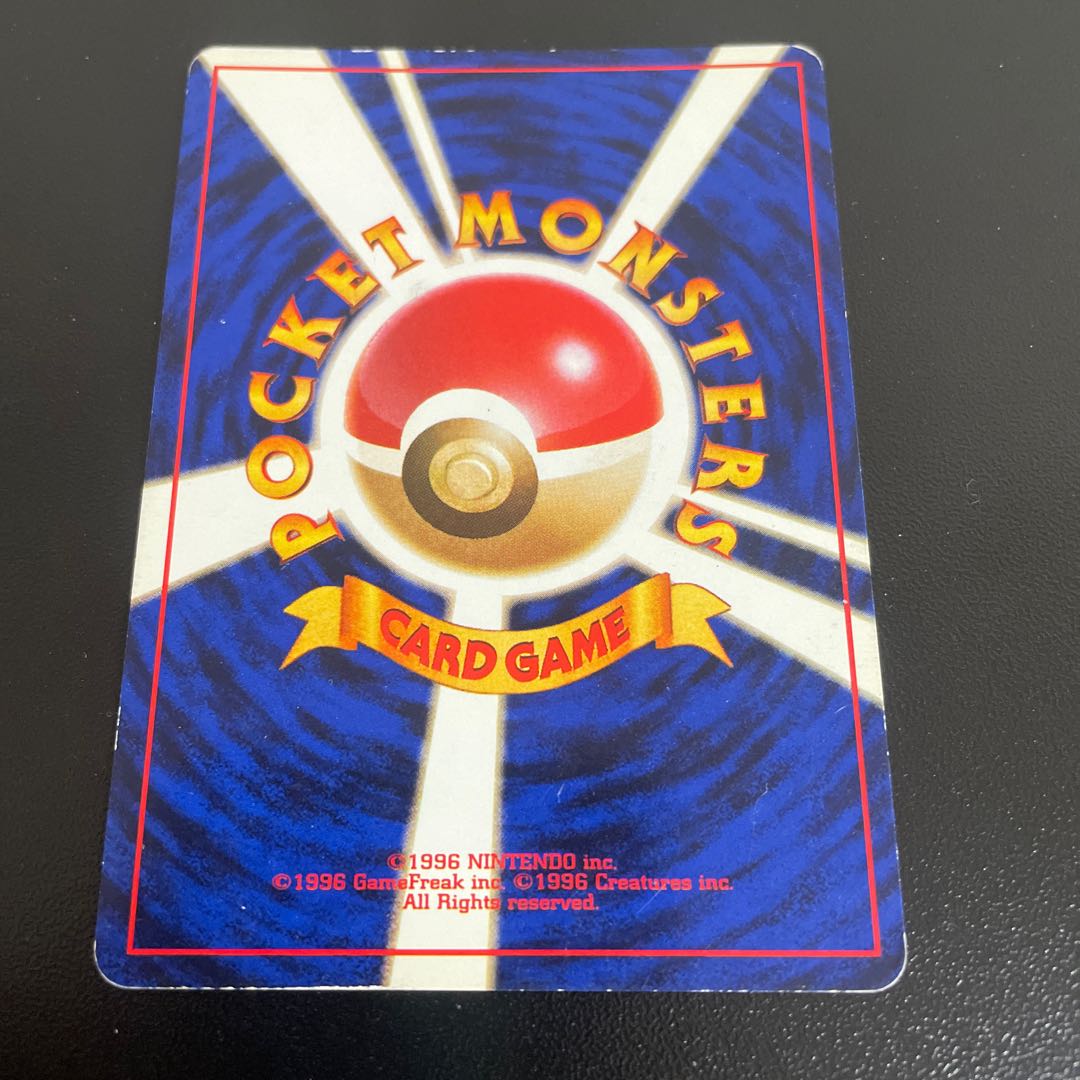 POCKET MONSTERS
CARD GAME
©1996 NINTENDO inc.
©1996 GameFreak inc. ©1996 Creatures inc.
All Rights reserved.